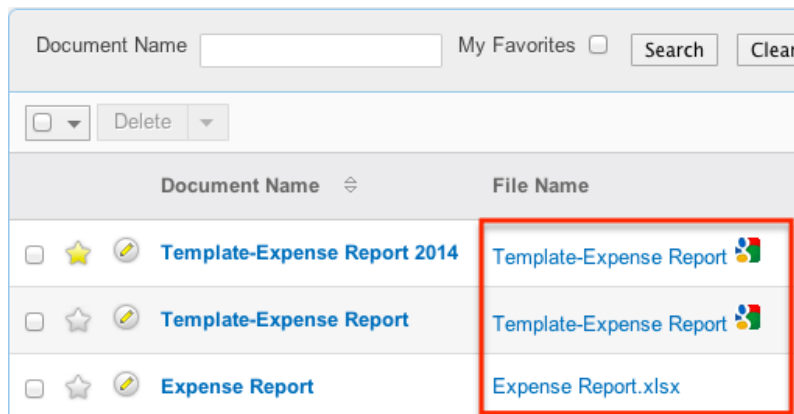 Document Name My Favorites Search Clear
Delete
Document Name File Name
Template-Expense Report 2014 Template-Expense Report
Template-Expense Report Template-Expense Report
Expense Report Expense Report.xlsx